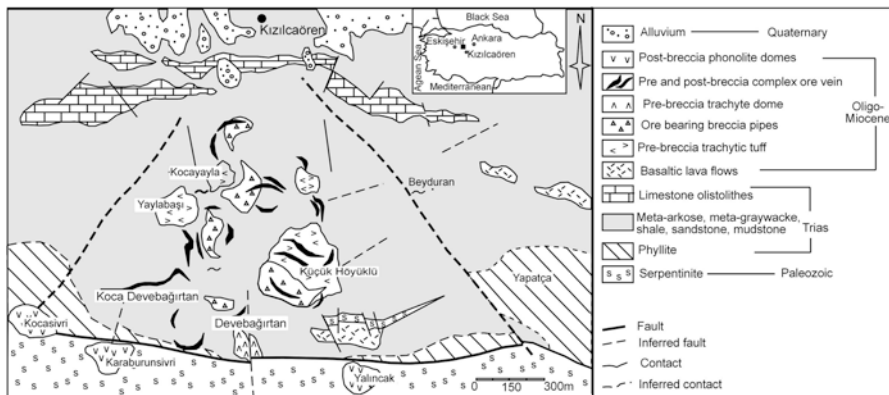 Kızılcaören
Black Sea
Ankara
Eskişehir
Kızılcaören
Agean Sea
Mediterranean
N
Kocayayla
Yaylabaşı
Beyduran
Küçük Höyüklü
Koca Devebağırtan
Yapatça
Kocasivri
Devebağırtan
Karaburunsivri
Yalıncak
0 150 300m
Alluvium Quaternary
Post-breccia phonolite domes
Pre and post-breccia complex ore vein
Pre-breccia trachyte dome
Ore bearing breccia pipes
Pre-breccia trachytic tuff
Basaltic lava flows
Oligo-
Miocene
Limestone olistolithes
Meta-arkose, meta-graywacke,
shale, sandstone, mudstone
Trias
Phyllite
Serpentinite Paleozoic
Fault
Inferred fault
Contact
Inferred contact